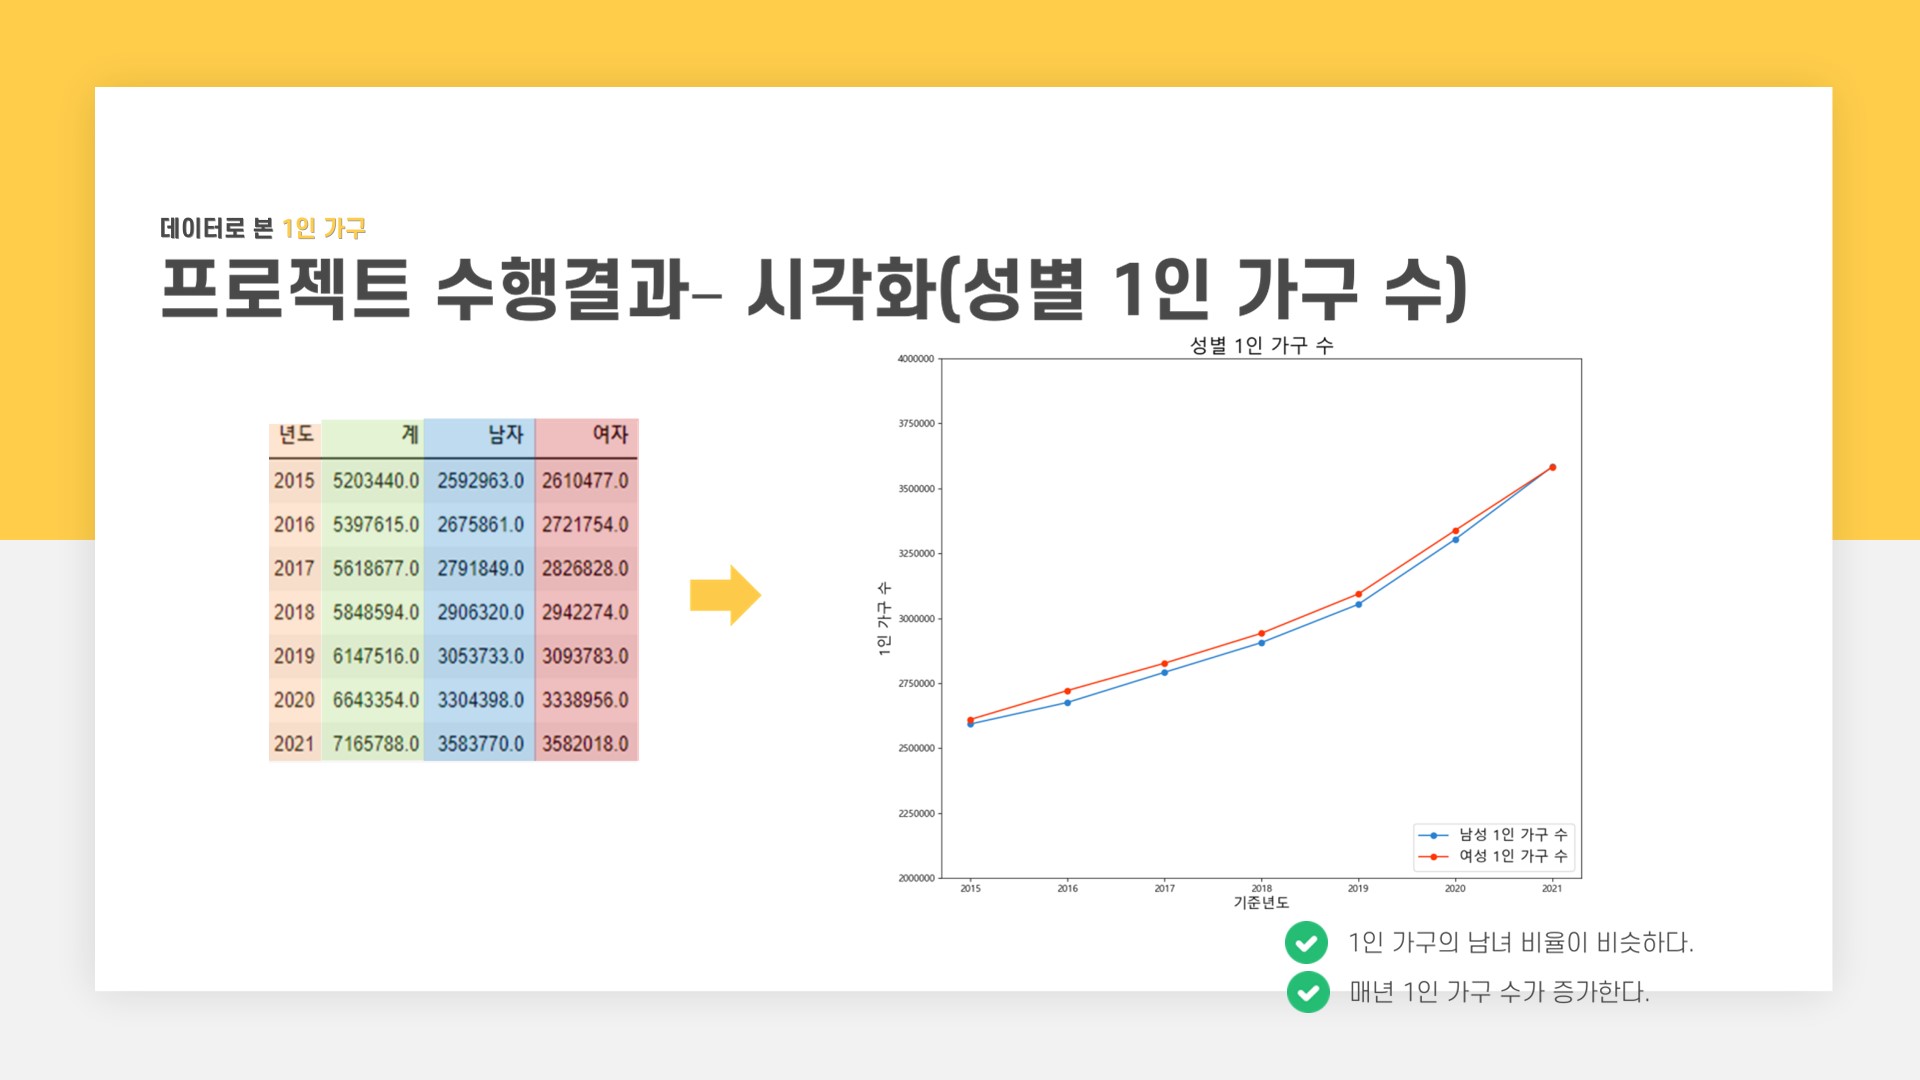 데이터로 본 1인 가구
프로젝트 수행결과– 시각화(성별 1인 가구 수)
년도 계 남자 여자
2015 5203440.0 2592963.0 2610477.0
2016 5397615.0 2675861.0 2721754.0
2017 5618677.0 2791849.0 2826828.0
2018 5848594.0 2906320.0 2942274.0
2019 6147516.0 3053733.0 3093783.0
2020 6643354.0 3304398.0 3338956.0
2021 7165788.0 3583770.0 3582018.0
성별 1인 가구 수
4000000
3750000
3500000
3250000
3000000
2750000
2500000
2250000
2000000
1인 가구 수
남성 1인 가구 수
여성 1인 가구 수
2015 2016 2017 2018 2019 2020 2021
기준년도
1인 가구의 남녀 비율이 비슷하다.
매년 1인 가구 수가 증가한다.